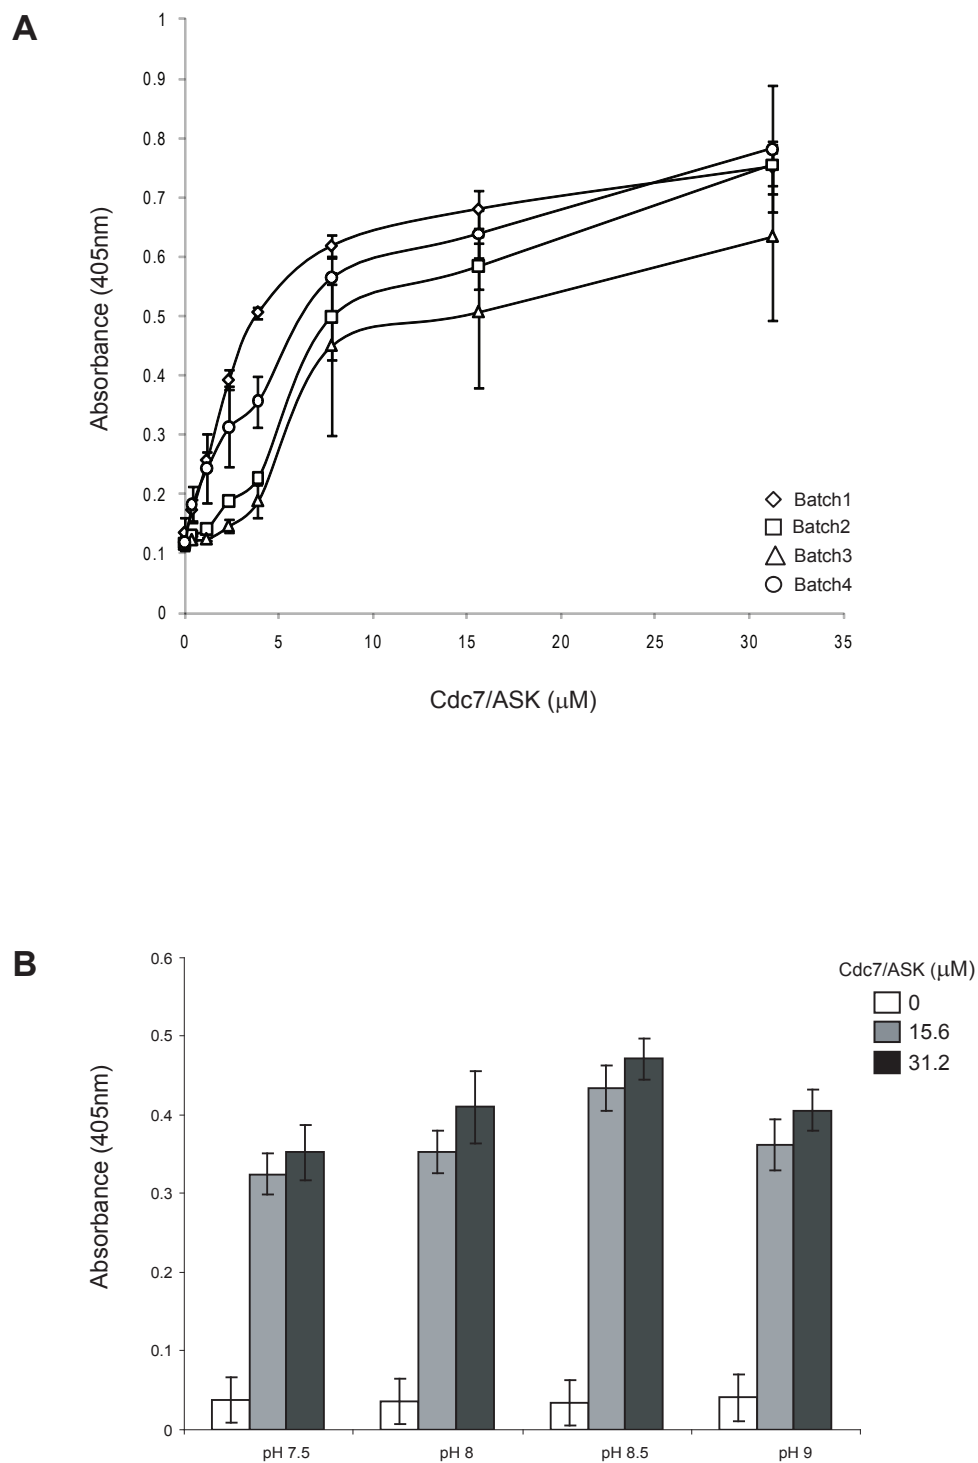 A
1
0.9
0.8
0.7
0.6
0.5
0.4
0.3
0.2
0.1
0
Absorbance (405nm)
Batch1
Batch2
Batch3
Batch4
0 5 10 15 20 25 30 35
Cdc7/ASK (μM)
B
0.6
0.5
0.4
0.3
0.2
0.1
0
Absorbance (405nm)
Cdc7/ASK (μM)
0
15.6
31.2
pH 7.5 pH 8 pH 8.5 pH 9